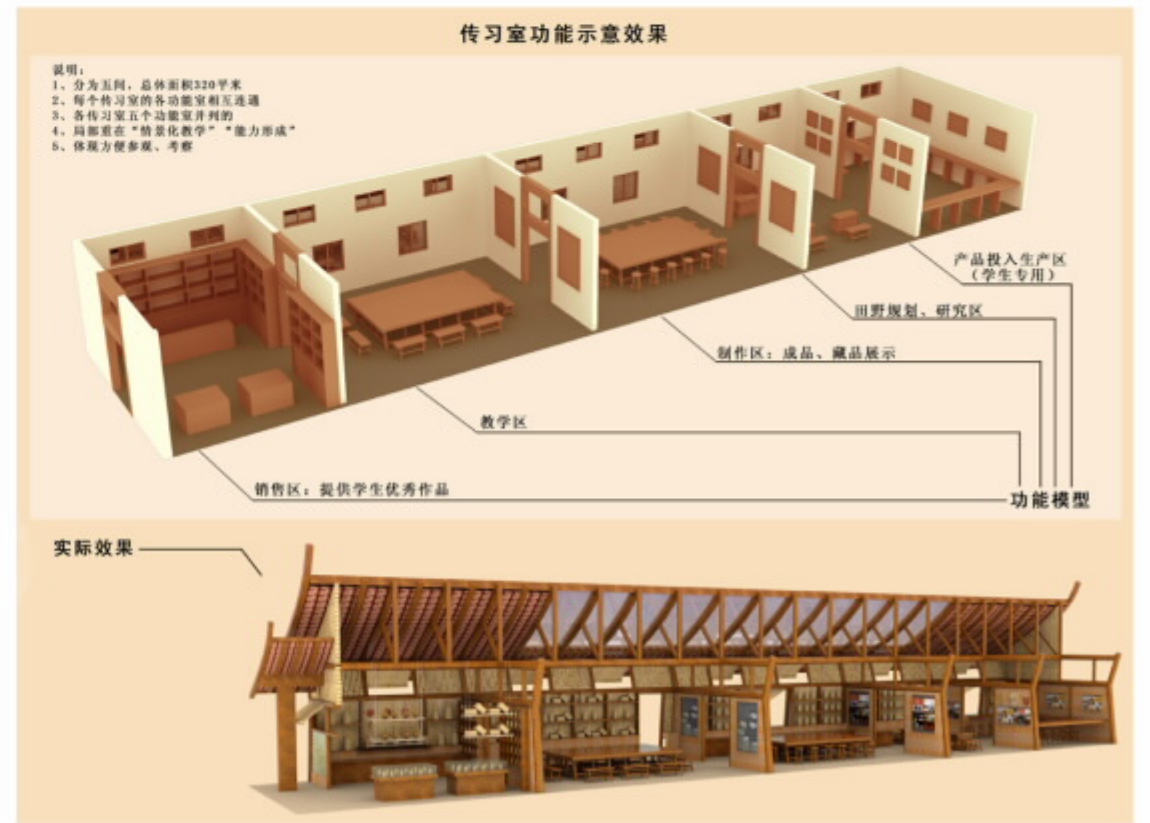 传习室功能示意效果
说明：
1、分为五间，总体面积320平米
2、每个传习室的各功能室相互连通
3、各传习室五个功能室并列的
4、局部重在“情景化教学”“能力形成”
5、体现方便参观、考察
产品投入生产区
（学生专用）
田野规划、研究区
制作区：成品、藏品展示
教学区
销售区：提供学生优秀作品
功能模型
实际效果